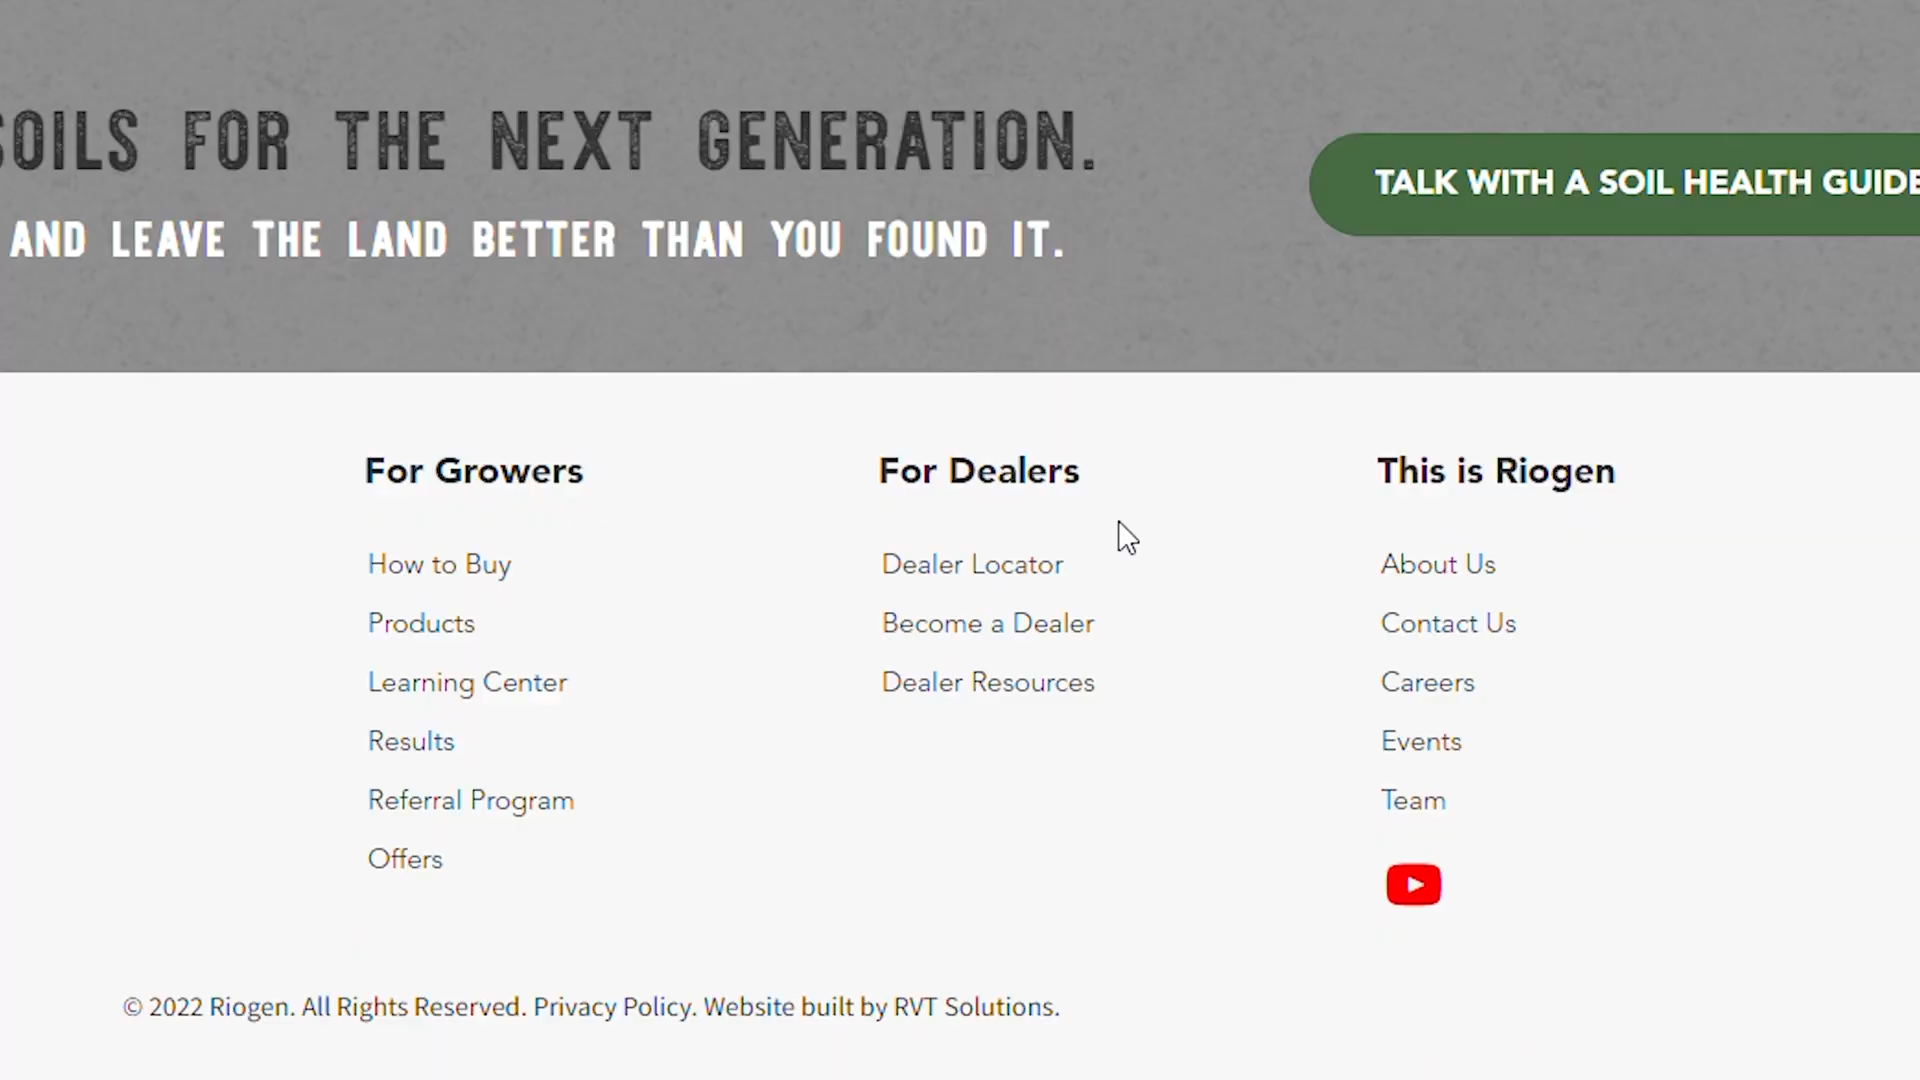 SOILS FOR THE NEXT GENERATION.
AND LEAVE THE LAND BETTER THAN YOU FOUND IT.
TALK WITH A SOIL HEALTH GUIDE
For Growers
How to Buy
Products
Learning Center
Results
Referral Program
Offers
For Dealers
Dealer Locator
Become a Dealer
Dealer Resources
This is Riogen
About Us
Contact Us
Careers
Events
Team
© 2022 Riogen. All Rights Reserved. Privacy Policy. Website built by RVT Solutions.